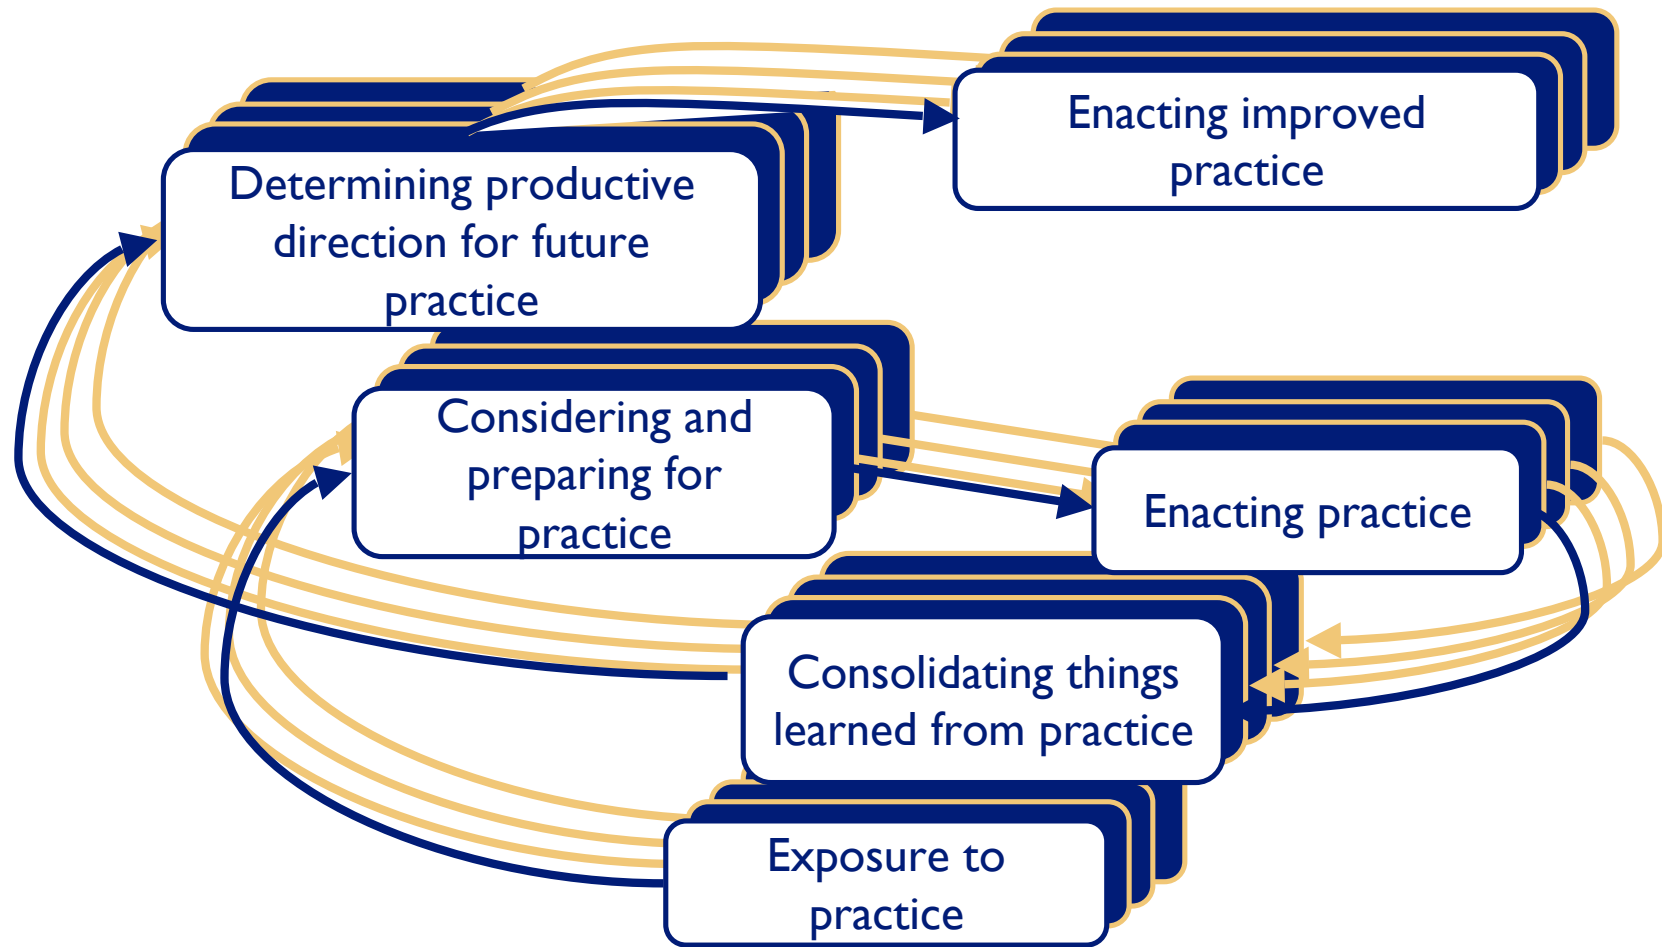 Enacting improved
practice
Determining productive
direction for future
practice
Considering and
preparing for
practice
Enacting practice
Consolidating things
learned from practice
Exposure to
practice